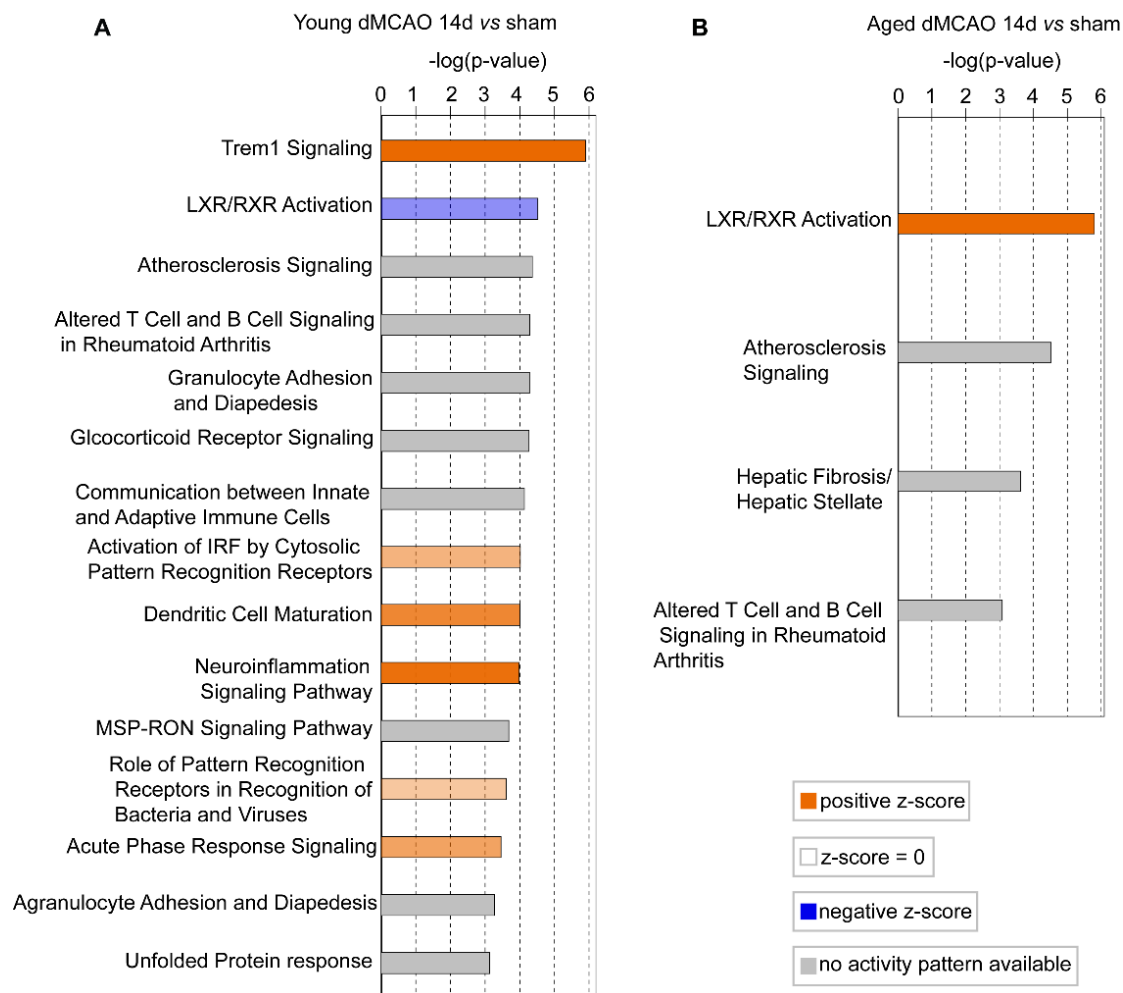 A
Young dMCAO 14d vs sham
-log(p-value)
0 1 2 3 4 5 6
Trem1 Signaling
LXR/RXR Activation
Atherosclerosis Signaling
Altered T Cell and B Cell Signaling
in Rheumatoid Arthritis
Granulocyte Adhesion
and Diapedesis
Glcocorticoid Receptor Signaling
Communication between Innate
and Adaptive Immune Cells
Activation of IRF by Cytosolic
Pattern Recognition Receptors
Dendritic Cell Maturation
Neuroinflammation
Signaling Pathway
MSP-RON Signaling Pathway
Role of Pattern Recognition
Receptors in Recognition of
Bacteria and Viruses
Acute Phase Response Signaling
Agranulocyte Adhesion and Diapedesis
Unfolded Protein response
B
Aged dMCAO 14d vs sham
-log(p-value)
0 1 2 3 4 5 6
LXR/RXR Activation
Atherosclerosis
Signaling
Hepatic Fibrosis/
Hepatic Stellate
Altered T Cell and B Cell
Signaling in Rheumatoid
Arthritis
positive z-score
z-score = 0
negative z-score
no activity pattern available